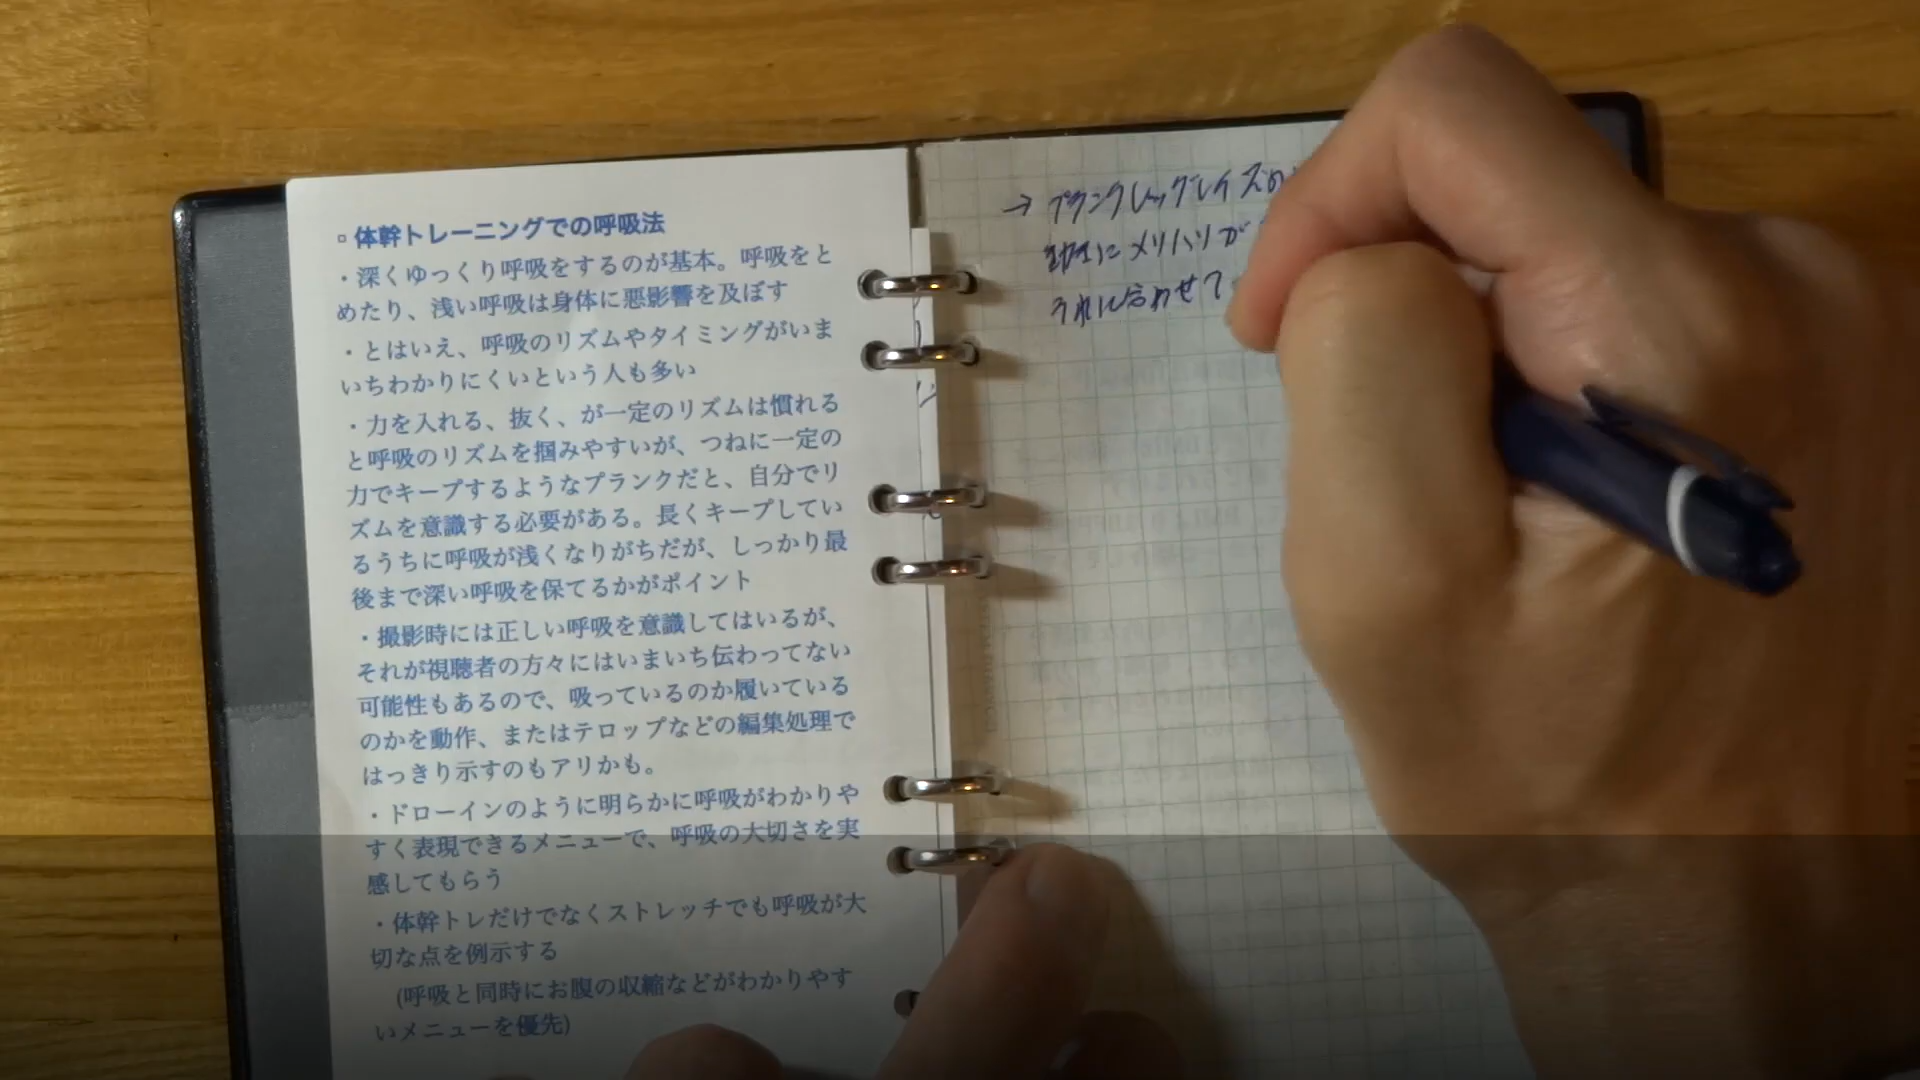 ▫体幹トレーニングでの呼吸法
・深くゆっくり呼吸をするのが基本。呼吸をと
めたり、浅い呼吸は身体に悪影響を及ぼす
・とはいえ、呼吸のリズムやタイミングがいま
いちわかりにくいという人も多い
・力を入れる、抜く、が一定のリズムは慣れる
と呼吸のリズムを掴みやすいが、つねに一定の
力でキープするようなプランクだと、自分でリ
ズムを意識する必要がある。長くキープしてい
るうちに呼吸が浅くなりがちだが、しっかり最
後まで深い呼吸を保てるかがポイント
・撮影時には正しい呼吸を意識してはいるが、
それが視聴者の方々にはいまいち伝わってない
可能性もあるので、吸っているのか履いている
のかを動作、またはテロップなどの編集処理で
はっきり示すのもアリかも。
・ドローインのように明らかに呼吸がわかりや
すく表現できるメニューで、呼吸の大切さを実
感してもらう
・体幹トレだけでなくストレッチでも呼吸が大
切な点を例示する
(呼吸と同時にお腹の収縮などがわかりやす
いメニューを優先)
→ プランクレッグレイズの
にメリハリが
それに合わせて